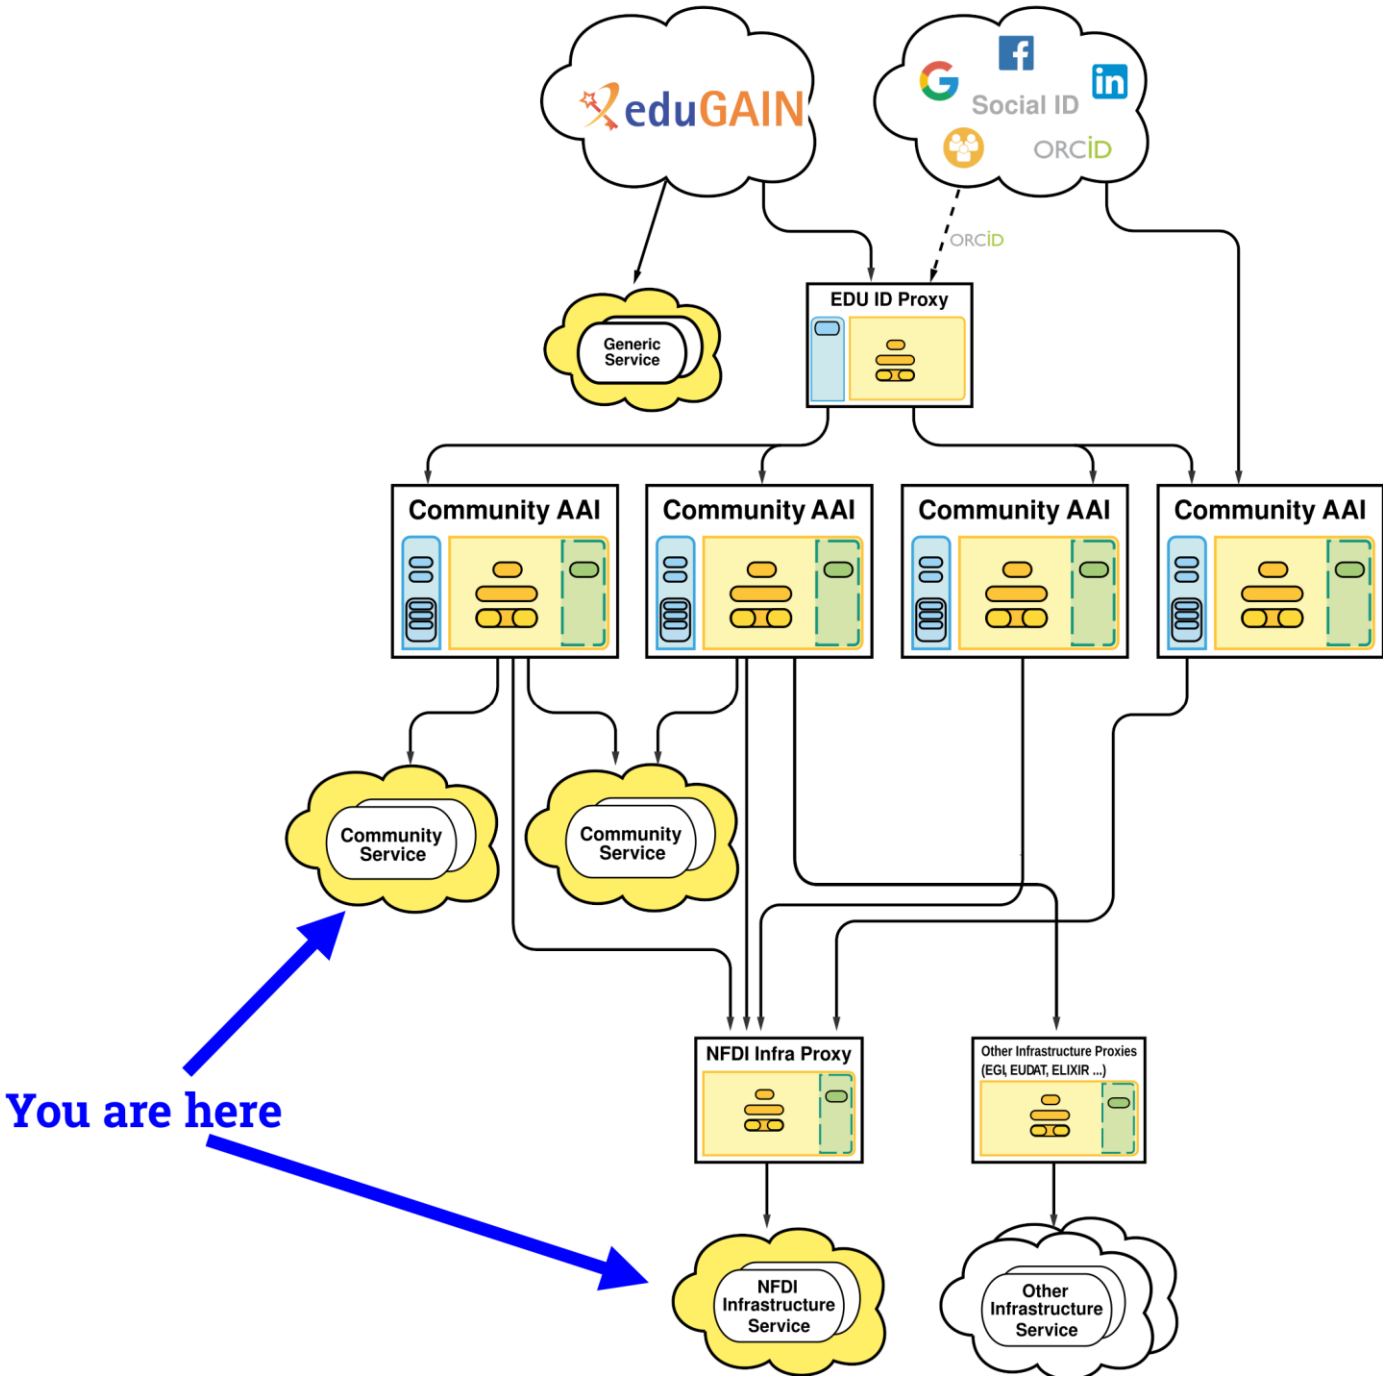 eduGAIN
Social ID
ORCID
ORCID
EDU ID Proxy
Generic
Service
Community AAI
Community AAI
Community AAI
Community AAI
Community
Service
Community
Service
You are here
NFDI Infra Proxy
Other Infrastructure Proxies
(EGI, EUDAT, ELIXIR ...)
NFDI
Infrastructure
Service
Other
Infrastructure
Service